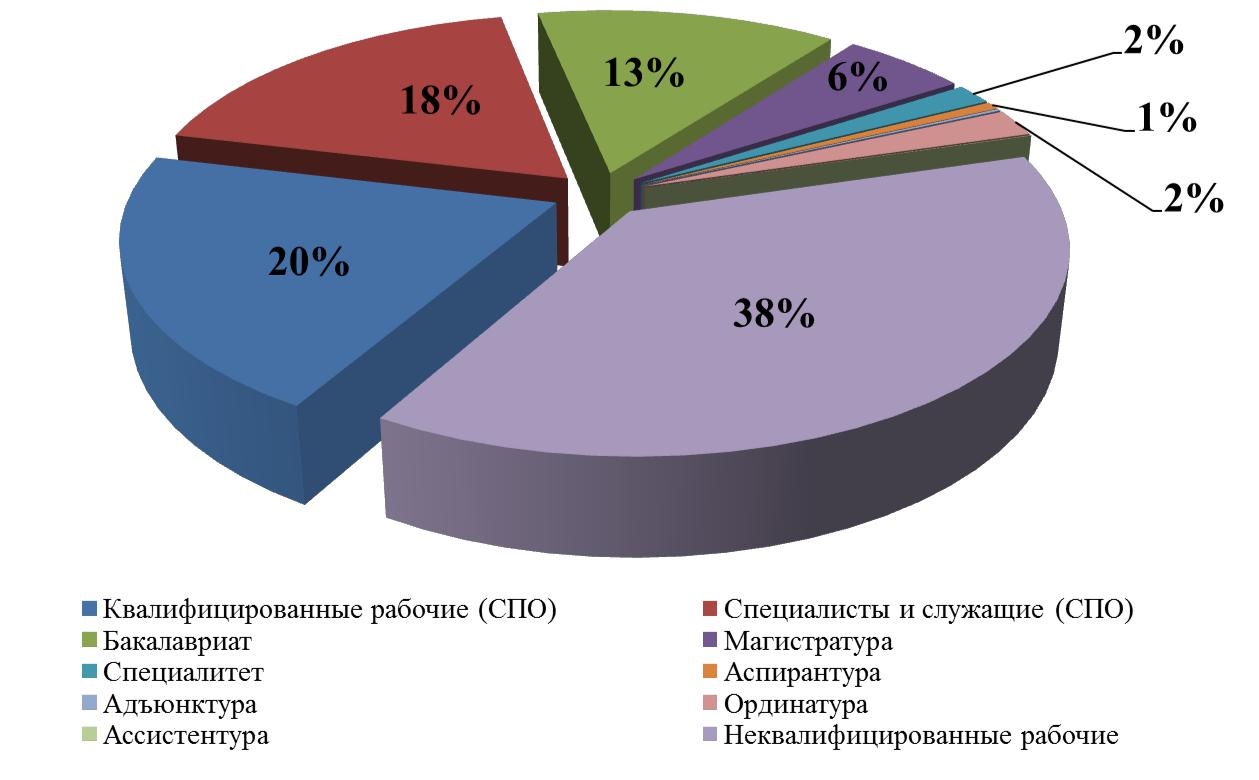 2%
13%
6%
18%
1%
2%
20%
38%
Квалифицированные рабочие (СПО)
Специалисты и служащие (СПО)
Бакалавриат
Магистратура
Специалитет
Аспирантура
Адъюнктура
Ординатура
Ассистентура
Неквалифицированные рабочие